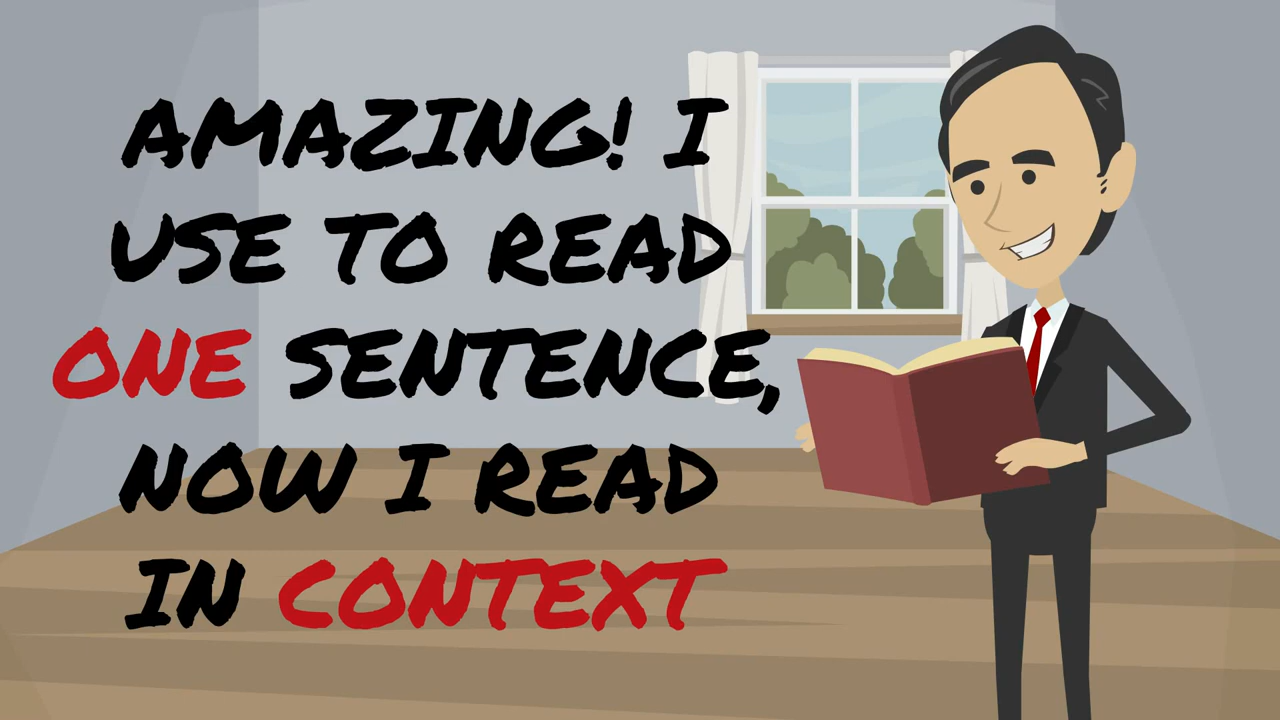 AMAZING! I
USE TO READ
ONE SENTENCE,
NOW I READ
IN CONTEXT